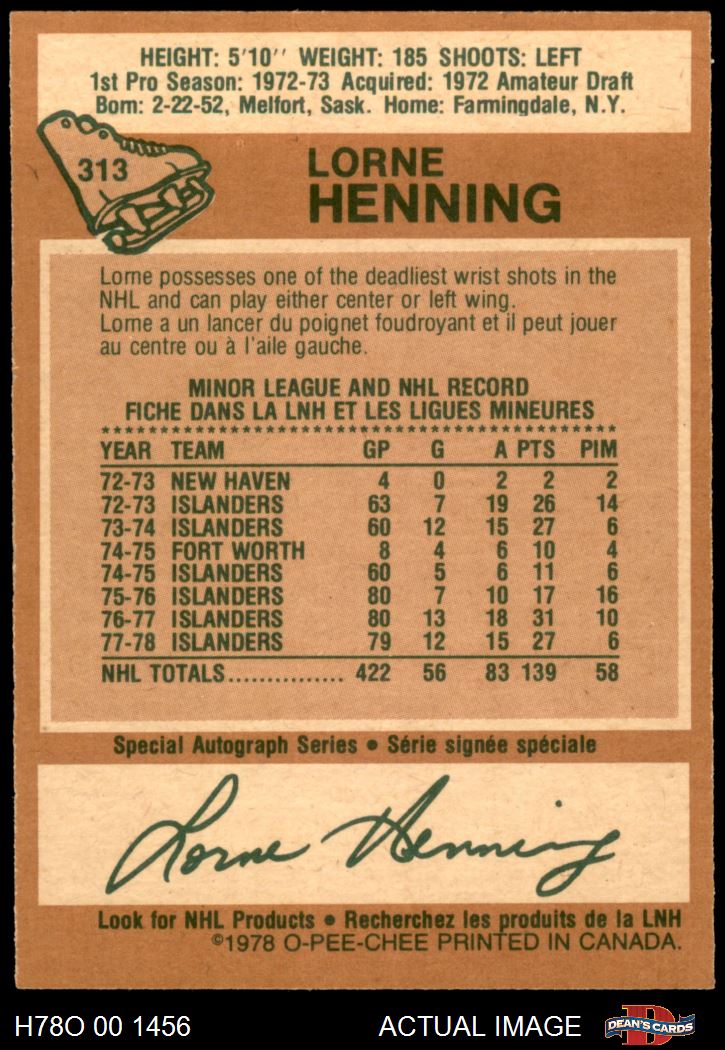 HEIGHT: 5'10'' WEIGHT: 185 SHOOTS: LEFT
1st Pro Season: 1972-73 Acquired: 1972 Amateur Draft
Born: 2-22-52, Melfort, Sask. Home: Farmingdale, N.Y.
313
LORNE
HENNING
Lorne possesses one of the deadliest wrist shots in the
NHL and can play either center or left wing.
Lorne a un lancer du poignet foudroyant et il peut jouer
au centre ou à l'aile gauche.
MINOR LEAGUE AND NHL RECORD
FICHE DANS LA LNH ET LES LIGUES MINEURES
YEAR TEAM GP G A PTS PIM
72-73 NEW HAVEN 4 0 2 2 2
72-73 ISLANDERS 63 7 19 26 14
73-74 ISLANDERS 60 12 15 27 6
74-75 FORT WORTH 8 4 6 10 4
74-75 ISLANDERS 60 5 6 11 6
75-76 ISLANDERS 80 7 10 17 16
76-77 ISLANDERS 80 13 18 31 10
77-78 ISLANDERS 79 12 15 27 6
NHL TOTALS............... 422 56 83 139 58
Special Autograph Series • Série signée spéciale
Lorne Henning
Look for NHL Products • Recherchez les produits de la LNH
©1978 O-PEE-CHEE PRINTED IN CANADA.
H78O 00 1456 ACTUAL IMAGE DEAN'S CARDS